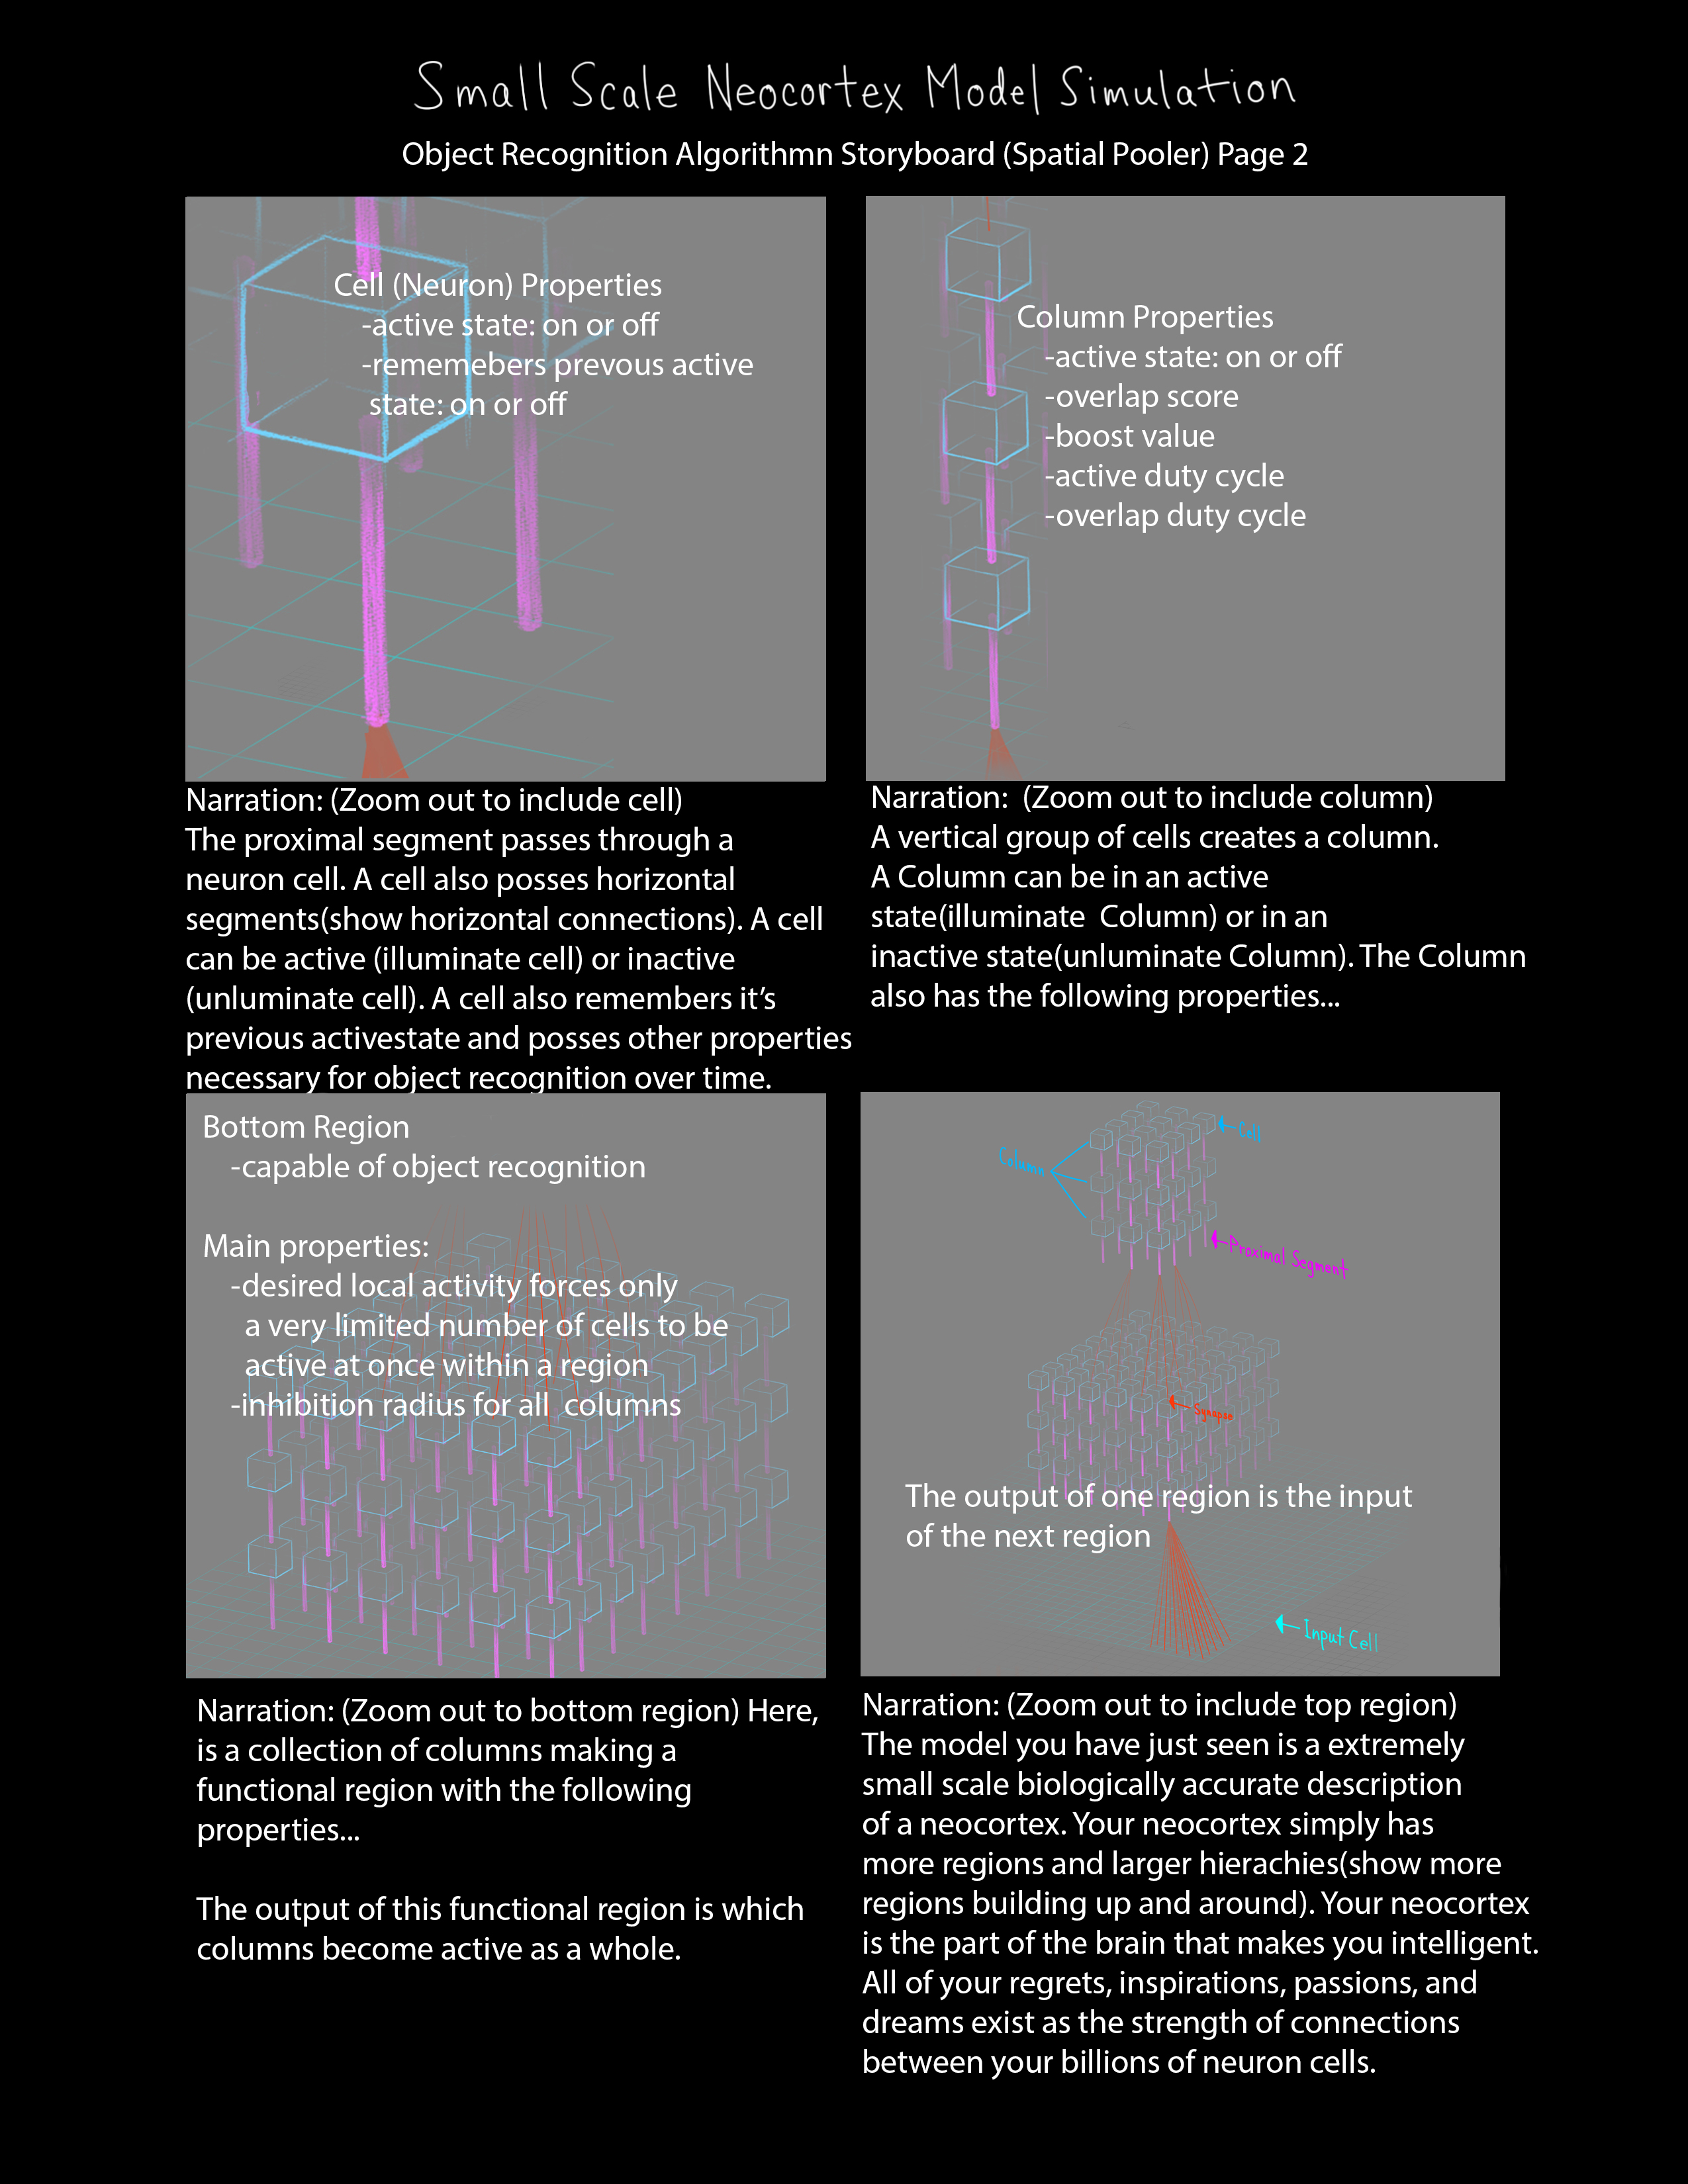 Small Scale Neocortex Model Simulation
Object Recognition Algorithmn Storyboard (Spatial Pooler) Page 2
Cell (Neuron) Properties
-active state: on or off
-rememebers prevous active
state: on or off
Narration: (Zoom out to include cell)
The proximal segment passes through a
neuron cell. A cell also posses horizontal
segments(show horizontal connections). A cell
can be active (illuminate cell) or inactive
(unluminate cell). A cell also remembers it's
previous activestate and posses other properties
necessary for object recognition over time.
Column Properties
-active state: on or off
-overlap score
-boost value
-active duty cycle
-overlap duty cycle
Narration:  (Zoom out to include column)
A vertical group of cells creates a column.
A Column can be in an active
state(illuminate  Column) or in an
inactive state(unluminate Column). The Column
also has the following properties...
Bottom Region
-capable of object recognition
Main properties:
-desired local activity forces only
a very limited number of cells to be
active at once within a region
-inhibition radius for all  columns
Narration: (Zoom out to bottom region) Here,
is a collection of columns making a
functional region with the following
properties...
The output of this functional region is which
columns become active as a whole.
Cell
Column
Proximal Segment
Synapse
The output of one region is the input
of the next region
Input Cell
Narration: (Zoom out to include top region)
The model you have just seen is a extremely
small scale biologically accurate description
of a neocortex. Your neocortex simply has
more regions and larger hierachies(show more
regions building up and around). Your neocortex
is the part of the brain that makes you intelligent.
All of your regrets, inspirations, passions, and
dreams exist as the strength of connections
between your billions of neuron cells.